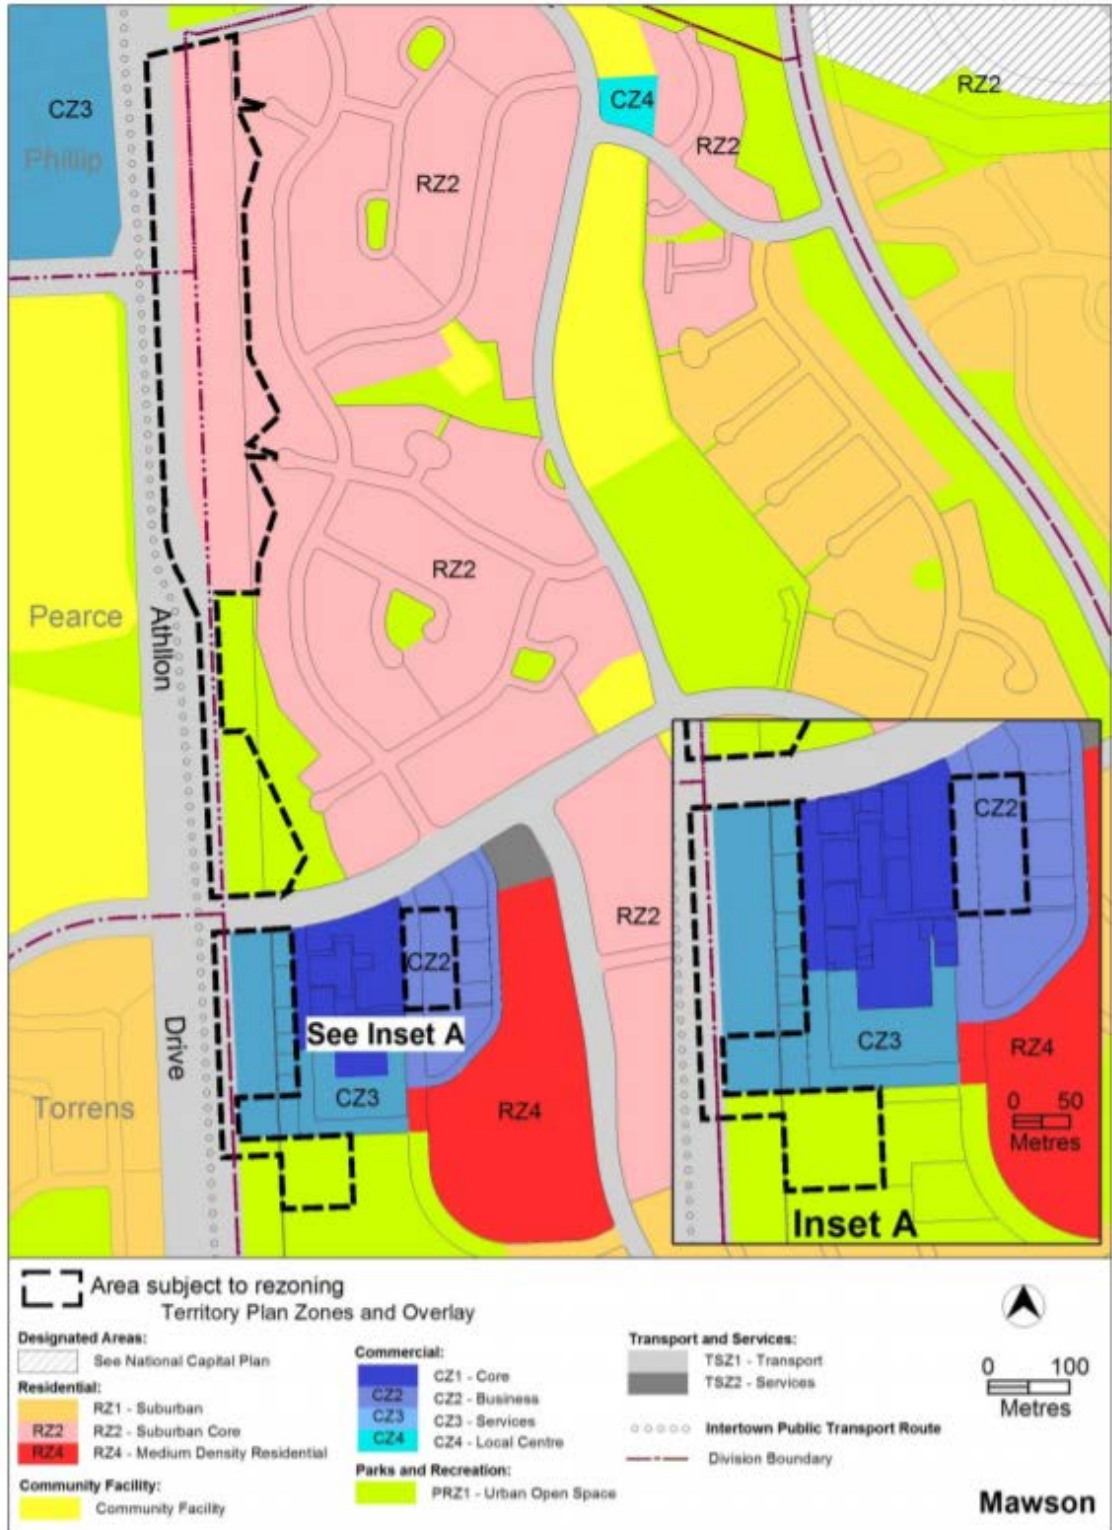 CZ3
Phillip
CZ4
RZ2
RZ2
RZ2
RZ2
Pearce
Athllon
CZ2
RZ2
CZ2
See Inset A
CZ3
RZ4
Drive
CZ3
RZ4
Torrens
0 50
Metres
Inset A
Area subject to rezoning
Territory Plan Zones and Overlay
Designated Areas:
See National Capital Plan
Residential:
RZ1 - Suburban
RZ2 RZ2 - Suburban Core
RZ4 RZ4 - Medium Density Residential
Community Facility:
Community Facility
Commercial:
CZ1 - Core
CZ2 CZ2 - Business
CZ3 CZ3 - Services
CZ4 CZ4 - Local Centre
Parks and Recreation:
PRZ1 - Urban Open Space
Transport and Services:
TSZ1 - Transport
TSZ2 - Services
Intertown Public Transport Route
Division Boundary
0 100
Metres
Mawson